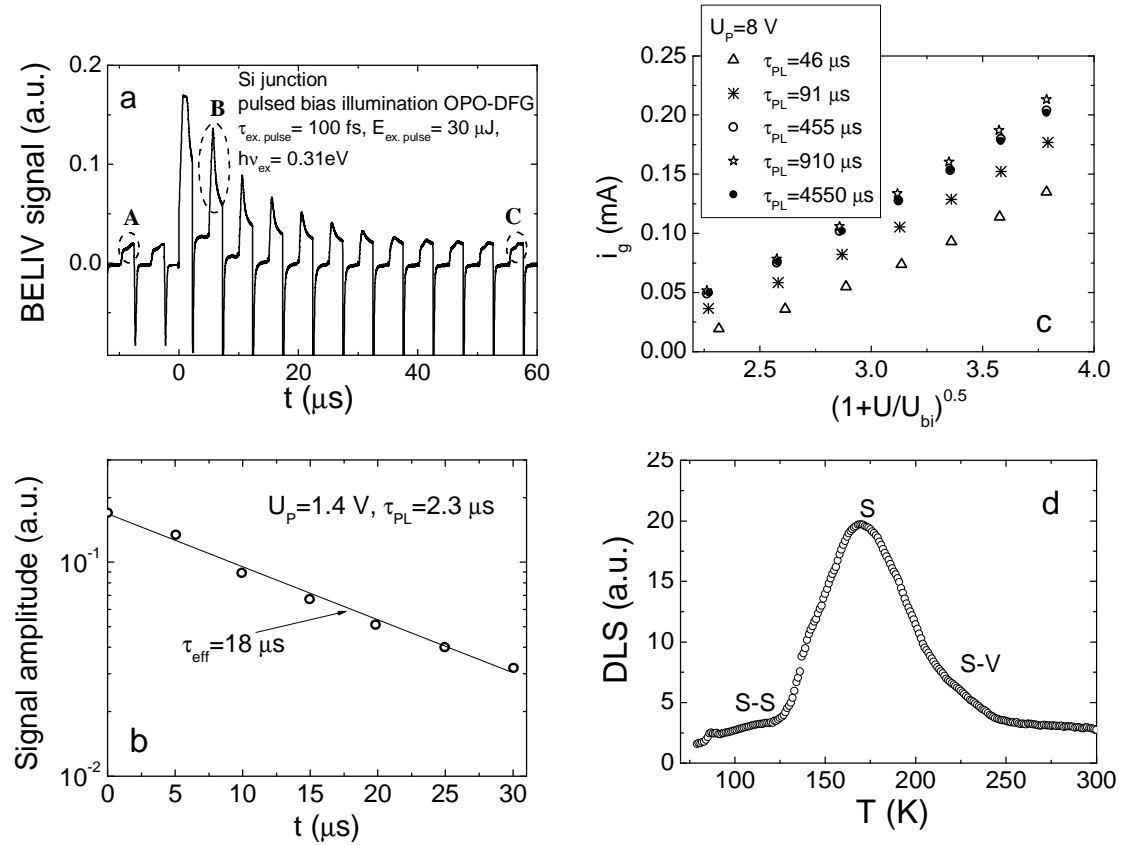 a
Si junction
pulsed bias illumination OPO-DFG
τex. pulse= 100 fs, Eex. pulse= 30 μJ,
hνex= 0.31eV
A
B
C
BELIV signal (a.u.)
0.2
0.1
0.0
0 20 40 60
t (μs)
UP=8 V
τPL=46 μs
τPL=91 μs
τPL=455 μs
τPL=910 μs
τPL=4550 μs
ig (mA)
0.25
0.20
0.15
0.10
0.05
0.00
c
2.5 3.0 3.5 4.0
(1+U/Ubi)^0.5
Signal amplitude (a.u.)
10^-1
10^-2
UP=1.4 V, τPL=2.3 μs
τeff=18 μs
b
0 5 10 15 20 25 30
t (μs)
DLS (a.u.)
25
20
15
10
5
0
d
S
S-V
S-S
100 150 200 250 300
T (K)